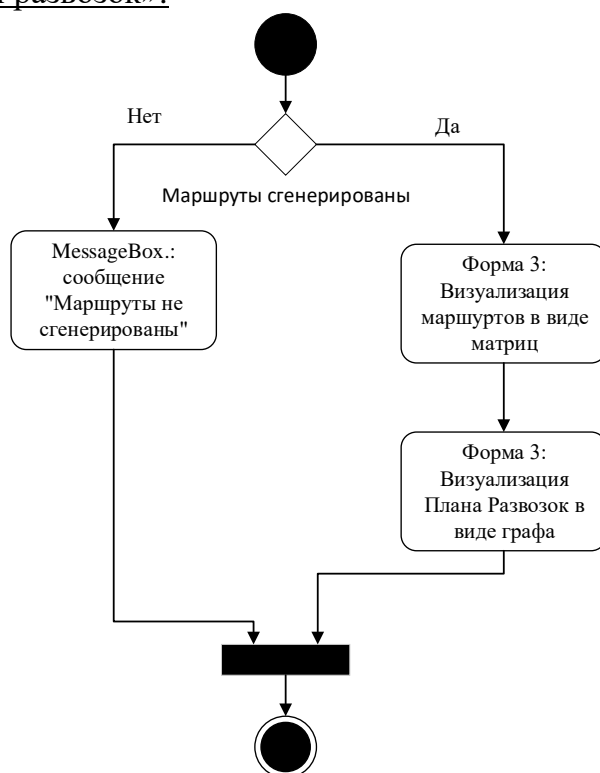 развозок».
Нет
Да
Маршруты сгенерированы
MessageBox.:
сообщение
"Маршруты не
сгенерированы"
Форма 3:
Визуализация
маршуртов в виде
матриц
Форма 3:
Визуализация
Плана Развозок в
виде графа